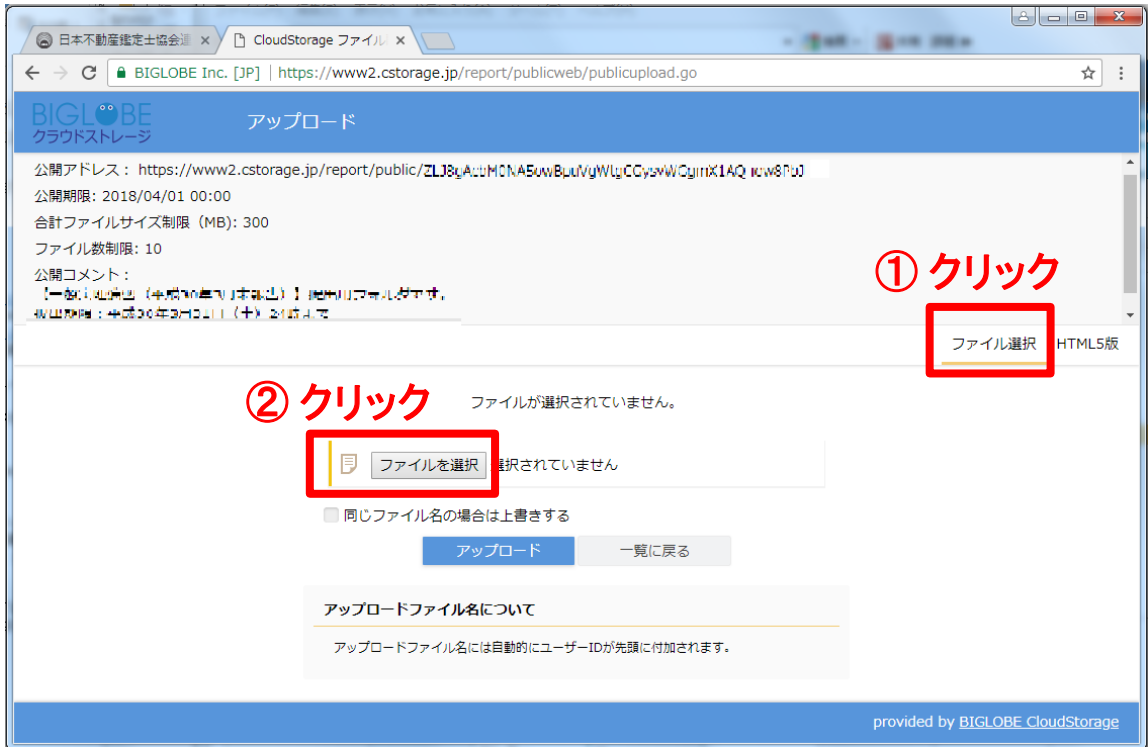 日本不動産鑑定士協会連
CloudStorage ファイル
BIGLOBE Inc. [JP] | https://www2.cstorage.jp/report/publicweb/publicupload.go
BIGLOBE
クラウドストレージ
アップロード
公開アドレス： https://www2.cstorage.jp/report/public/
公開期限: 2018/04/01 00:00
合計ファイルサイズ制限（MB): 300
ファイル数制限: 10
公開コメント：
① クリック
ファイル選択 HTML5版
② クリック
ファイルが選択されていません。
ファイルを選択 選択されていません
同じファイル名の場合は上書きする
アップロード 一覧に戻る
アップロードファイル名について
アップロードファイル名には自動的にユーザーIDが先頭に付加されます。
provided by BIGLOBE CloudStorage